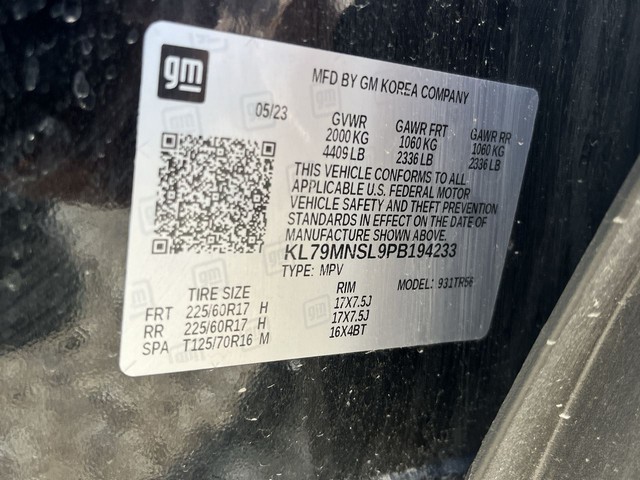 gm
MFD BY GM KOREA COMPANY
05/23
GVWR GAWR FRT GAWR RR
2000 KG 1060 KG 1060 KG
4409 LB 2336 LB 2336 LB
THIS VEHICLE CONFORMS TO ALL
APPLICABLE U.S. FEDERAL MOTOR
VEHICLE SAFETY AND THEFT PREVENTION
STANDARDS IN EFFECT ON THE DATE OF
MANUFACTURE SHOWN ABOVE.
KL79MNSL9PB194233
TYPE: MPV MODEL: 931TR56
TIRE SIZE RIM
FRT 225/60R17 H 17X7.5J
RR 225/60R17 H 17X7.5J
SPA T125/70R16 M 16X4BT